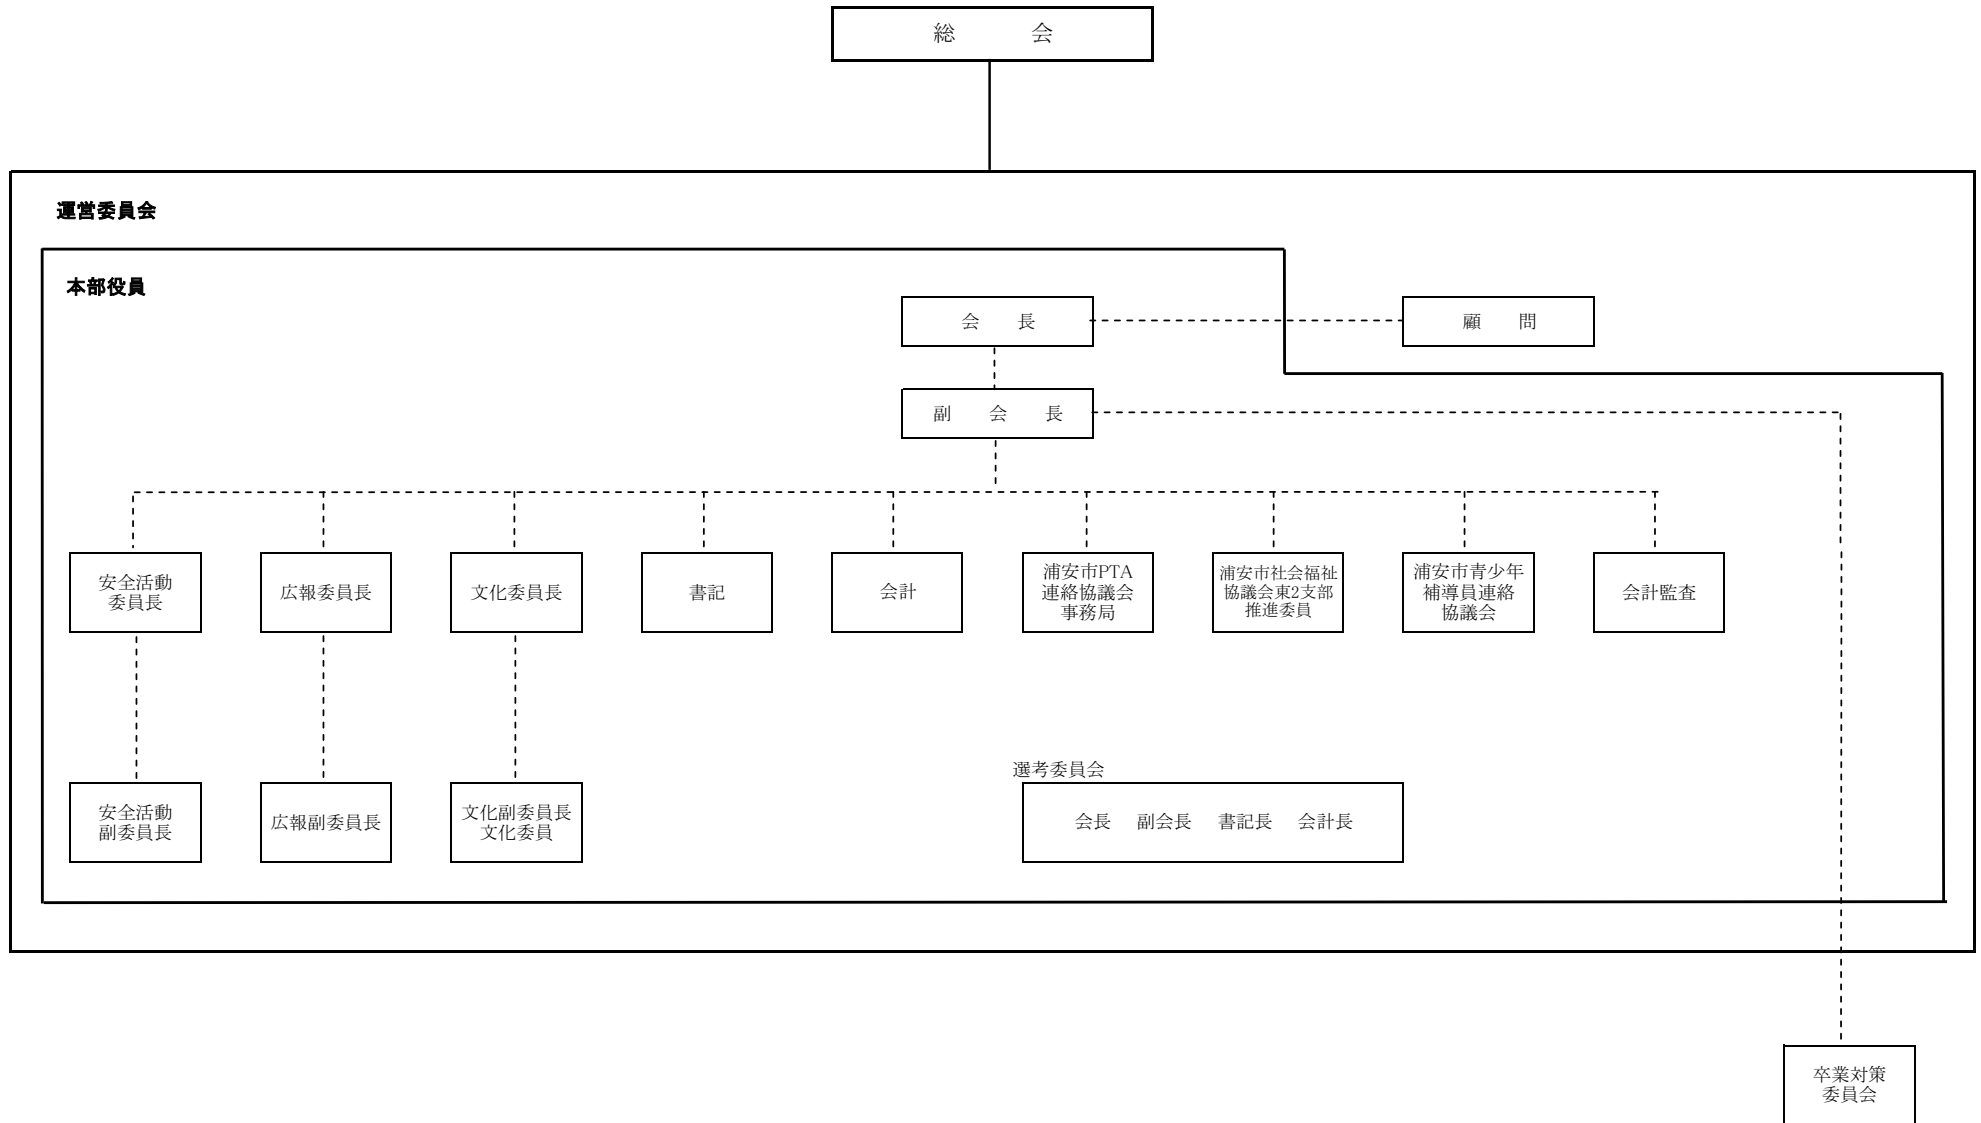 総　会
運営委員会
本部役員
会　長
顧　問
副　会　長
安全活動
委員長
広報委員長
文化委員長
書記
会計
浦安市PTA
連絡協議会
事務局
浦安市社会福祉
協議会東2支部
推進委員
浦安市青少年
補導員連絡
協議会
会計監査
選考委員会
安全活動
副委員長
広報副委員長
文化副委員長
文化委員
会長　副会長　書記長　会計長
卒業対策
委員会